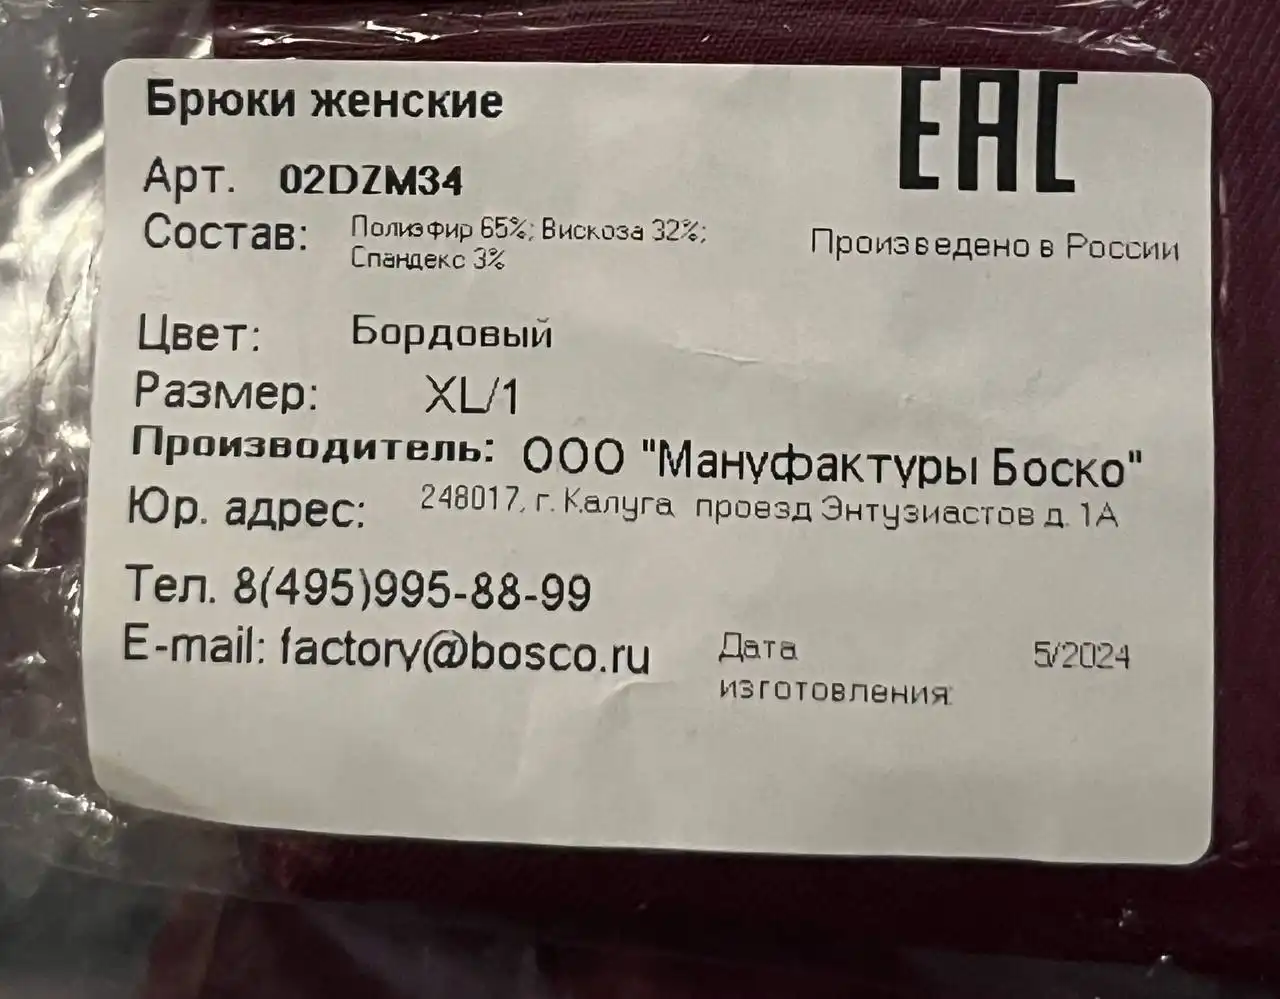 Брюки женские
EAC
Арт. 02DZM34
Состав: Полиэфир 65%; Вискоза 32%;
Спандекс 3%
Произведено в России
Цвет: Бордовый
Размер: XL/1
Производитель: ООО "Мануфактуры Боско"
Юр. адрес: 248017, г. Калуга проезд Энтузиастов д. 1А
Тел. 8(495)995-88-99
E-mail: factory@bosco.ru
Дата 5/2024
изготовления: